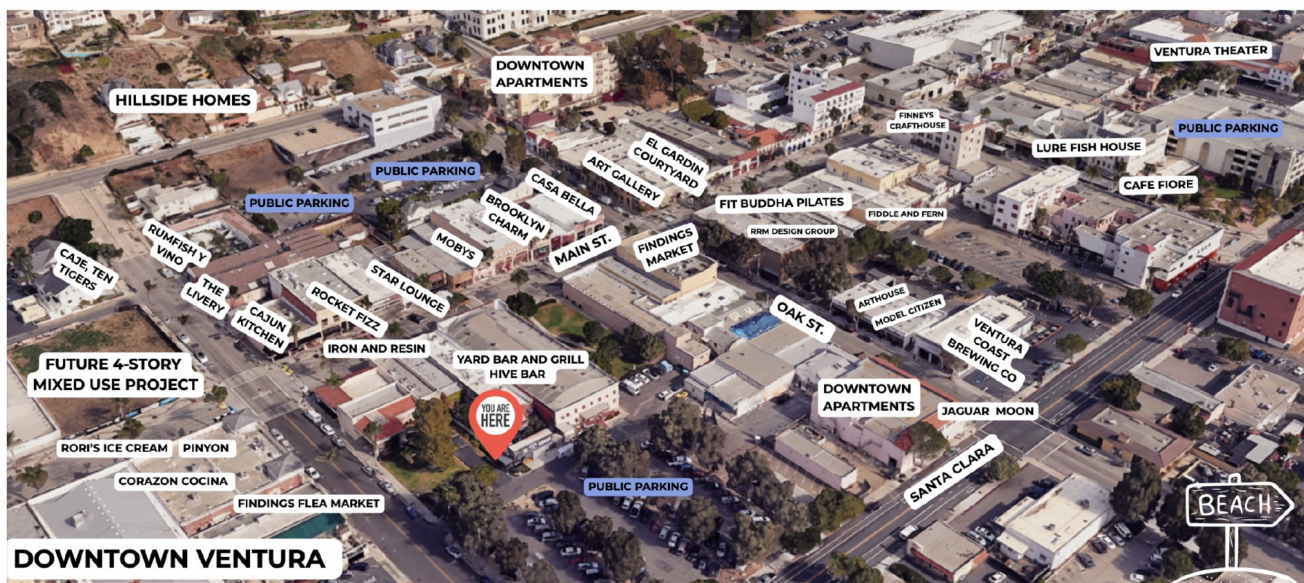 VENTURA THEATER
DOWNTOWN
APARTMENTS
HILLSIDE HOMES
FINNEYS
CRAFTHOUSE
PUBLIC PARKING
LURE FISH HOUSE
EL GARDIN
COURTYARD
ART GALLERY
PUBLIC PARKING
CASA BELLA
CAFE FIORE
PUBLIC PARKING
BROOKLYN
CHARM
FIT BUDDHA PILATES
FIDDLE AND FERN
RRM DESIGN GROUP
RUMFISH Y
VINO
MOBYS
MAIN ST.
FINDINGS
MARKET
CAJE, TEN
TIGERS
THE
LIVERY
STAR LOUNGE
ROCKET FIZZ
CAJUN
KITCHEN
ARTHOUSE
MODEL CITIZEN
OAK ST.
VENTURA
COAST
BREWING CO
IRON AND RESIN
FUTURE 4-STORY
MIXED USE PROJECT
YARD BAR AND GRILL
HIVE BAR
YOU ARE
HERE
DOWNTOWN
APARTMENTS
JAGUAR MOON
RORI'S ICE CREAM
PINYON
SANTA CLARA
CORAZON COCINA
PUBLIC PARKING
FINDINGS FLEA MARKET
BEACH
DOWNTOWN VENTURA